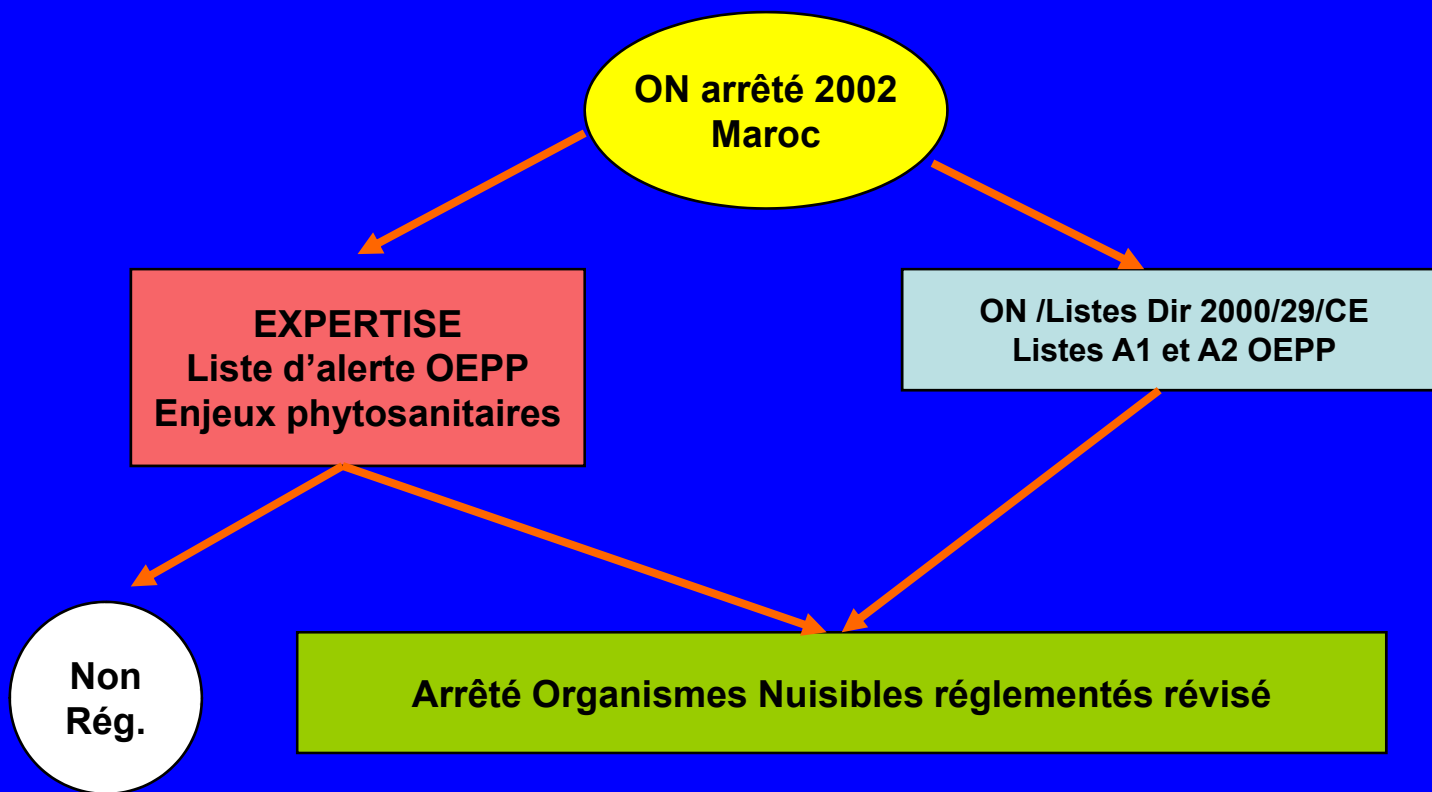 ON arrêté 2002
Maroc
EXPERTISE
Liste d’alerte OEPP
Enjeux phytosanitaires
ON /Listes Dir 2000/29/CE
Listes A1 et A2 OEPP
Non
Rég.
Arrêté Organismes Nuisibles réglementés révisé